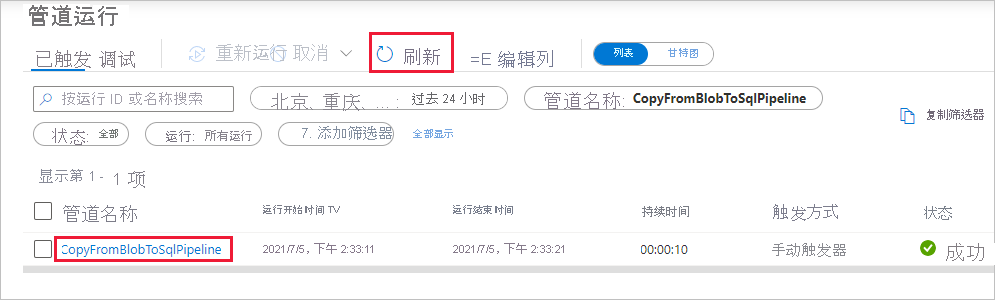 管道运行
已触发 调试 重新运行 取消 刷新 =E 编辑列 列表 甘特图
按运行 ID 或名称搜索 北京、重庆、...: 过去 24 小时 管道名称: CopyFromBlobToSqlPipeline 复制筛选器
状态: 全部 运行: 所有运行 7. 添加筛选器 全部显示
显示第 1 - 1 项
管道名称 运行开始时间 TV 运行结束时间 持续时间 触发方式 状态
CopyFromBlobToSqlPipeline 2021/7/5, 下午 2:33:11 2021/7/5, 下午 2:33:21 00:00:10 手动触发器 成功